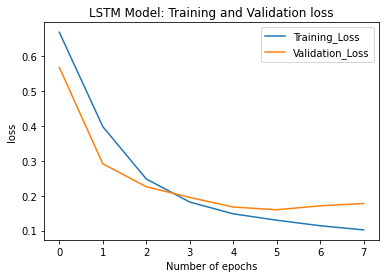 LSTM Model: Training and Validation loss
Training_Loss
Validation_Loss
loss
0.6
0.5
0.4
0.3
0.2
0.1
0 1 2 3 4 5 6 7
Number of epochs